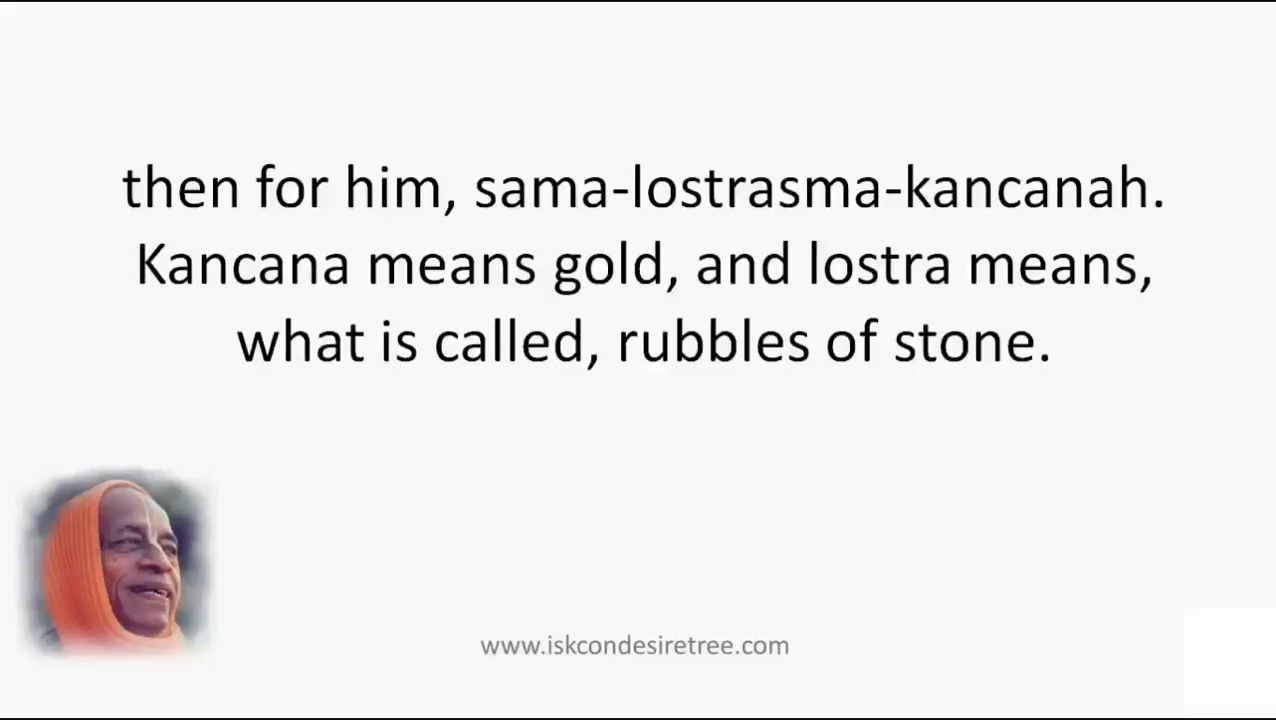 then for him, sama-lostrasma-kancanah.
Kancana means gold, and lostra means,
what is called, rubbles of stone.
www.iskcondesiretree.com